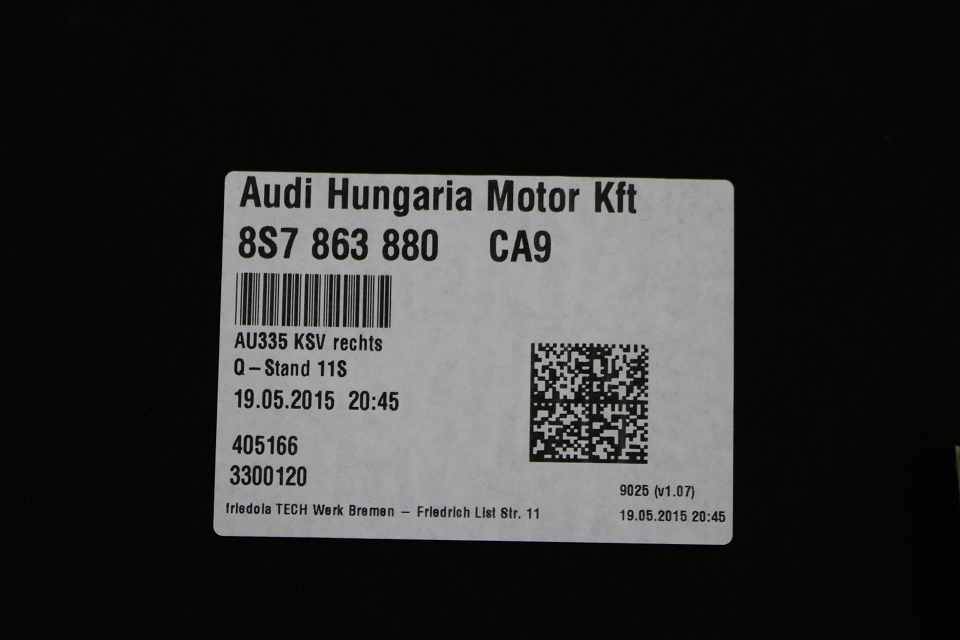 Audi Hungaria Motor Kft
8S7 863 880 CA9
AU335 KSV rechts
Q-Stand 11S
19.05.2015 20:45
405166
3300120
9025 (v1.07)
friedola TECH Werk Bremen – Friedrich List Str. 11
19.05.2015 20:45